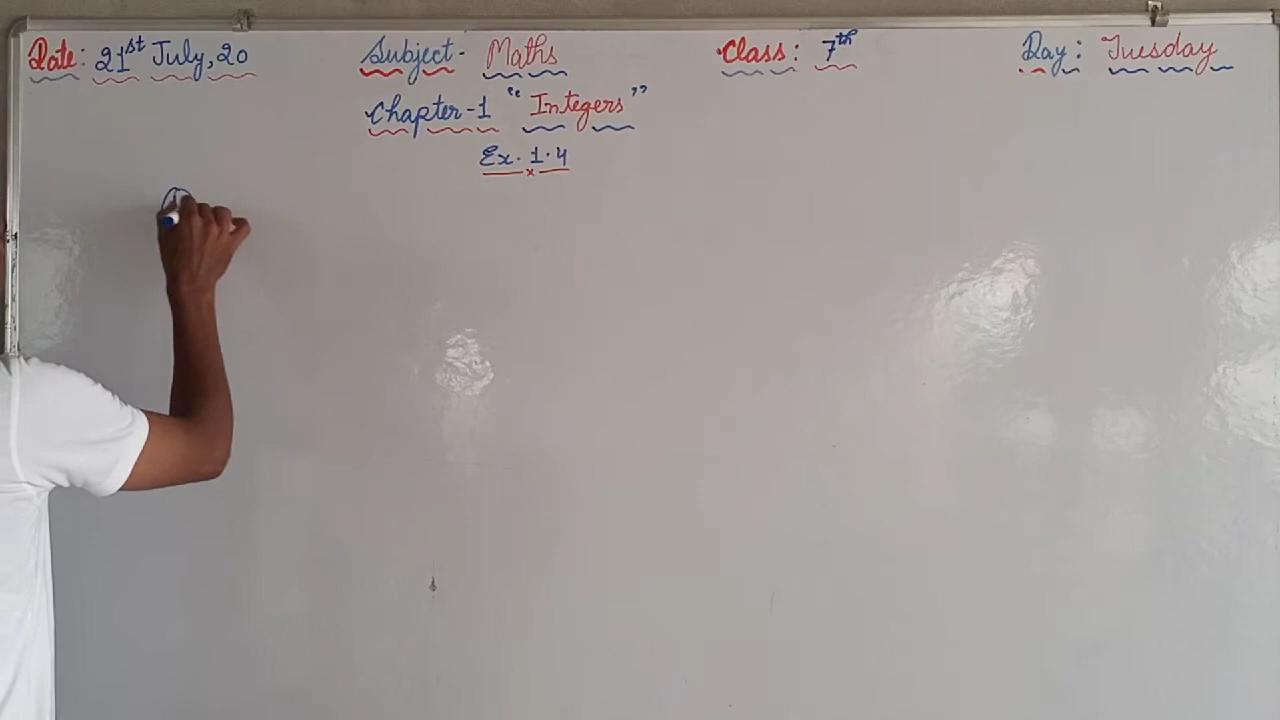 Date: 21st July, 20 Subject- Maths Class: 7th Day: Tuesday
Chapter-1 "Integers"
Ex. 1.4